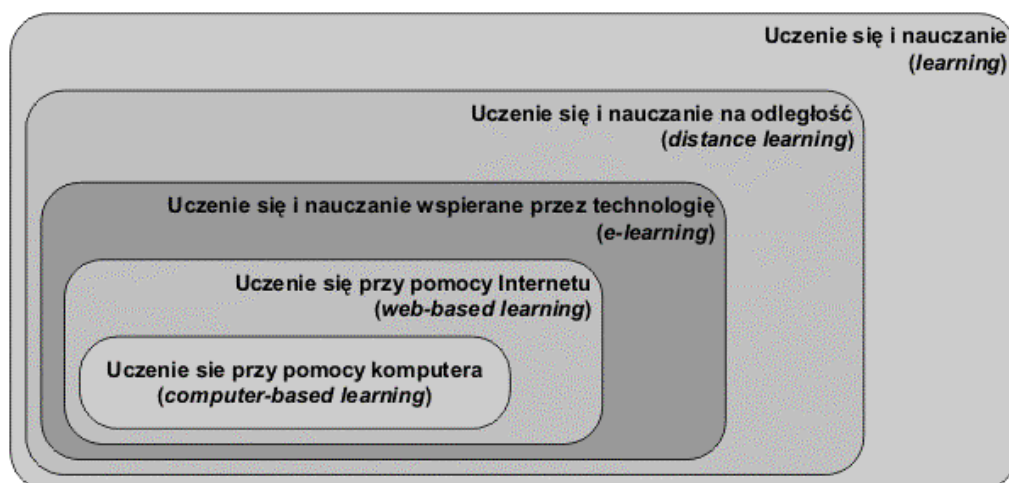 Uczenie się i nauczanie
(learning)
Uczenie się i nauczanie na odległość
(distance learning)
Uczenie się i nauczanie wspierane przez technologię
(e-learning)
Uczenie się przy pomocy Internetu
(web-based learning)
Uczenie sie przy pomocy komputera
(computer-based learning)